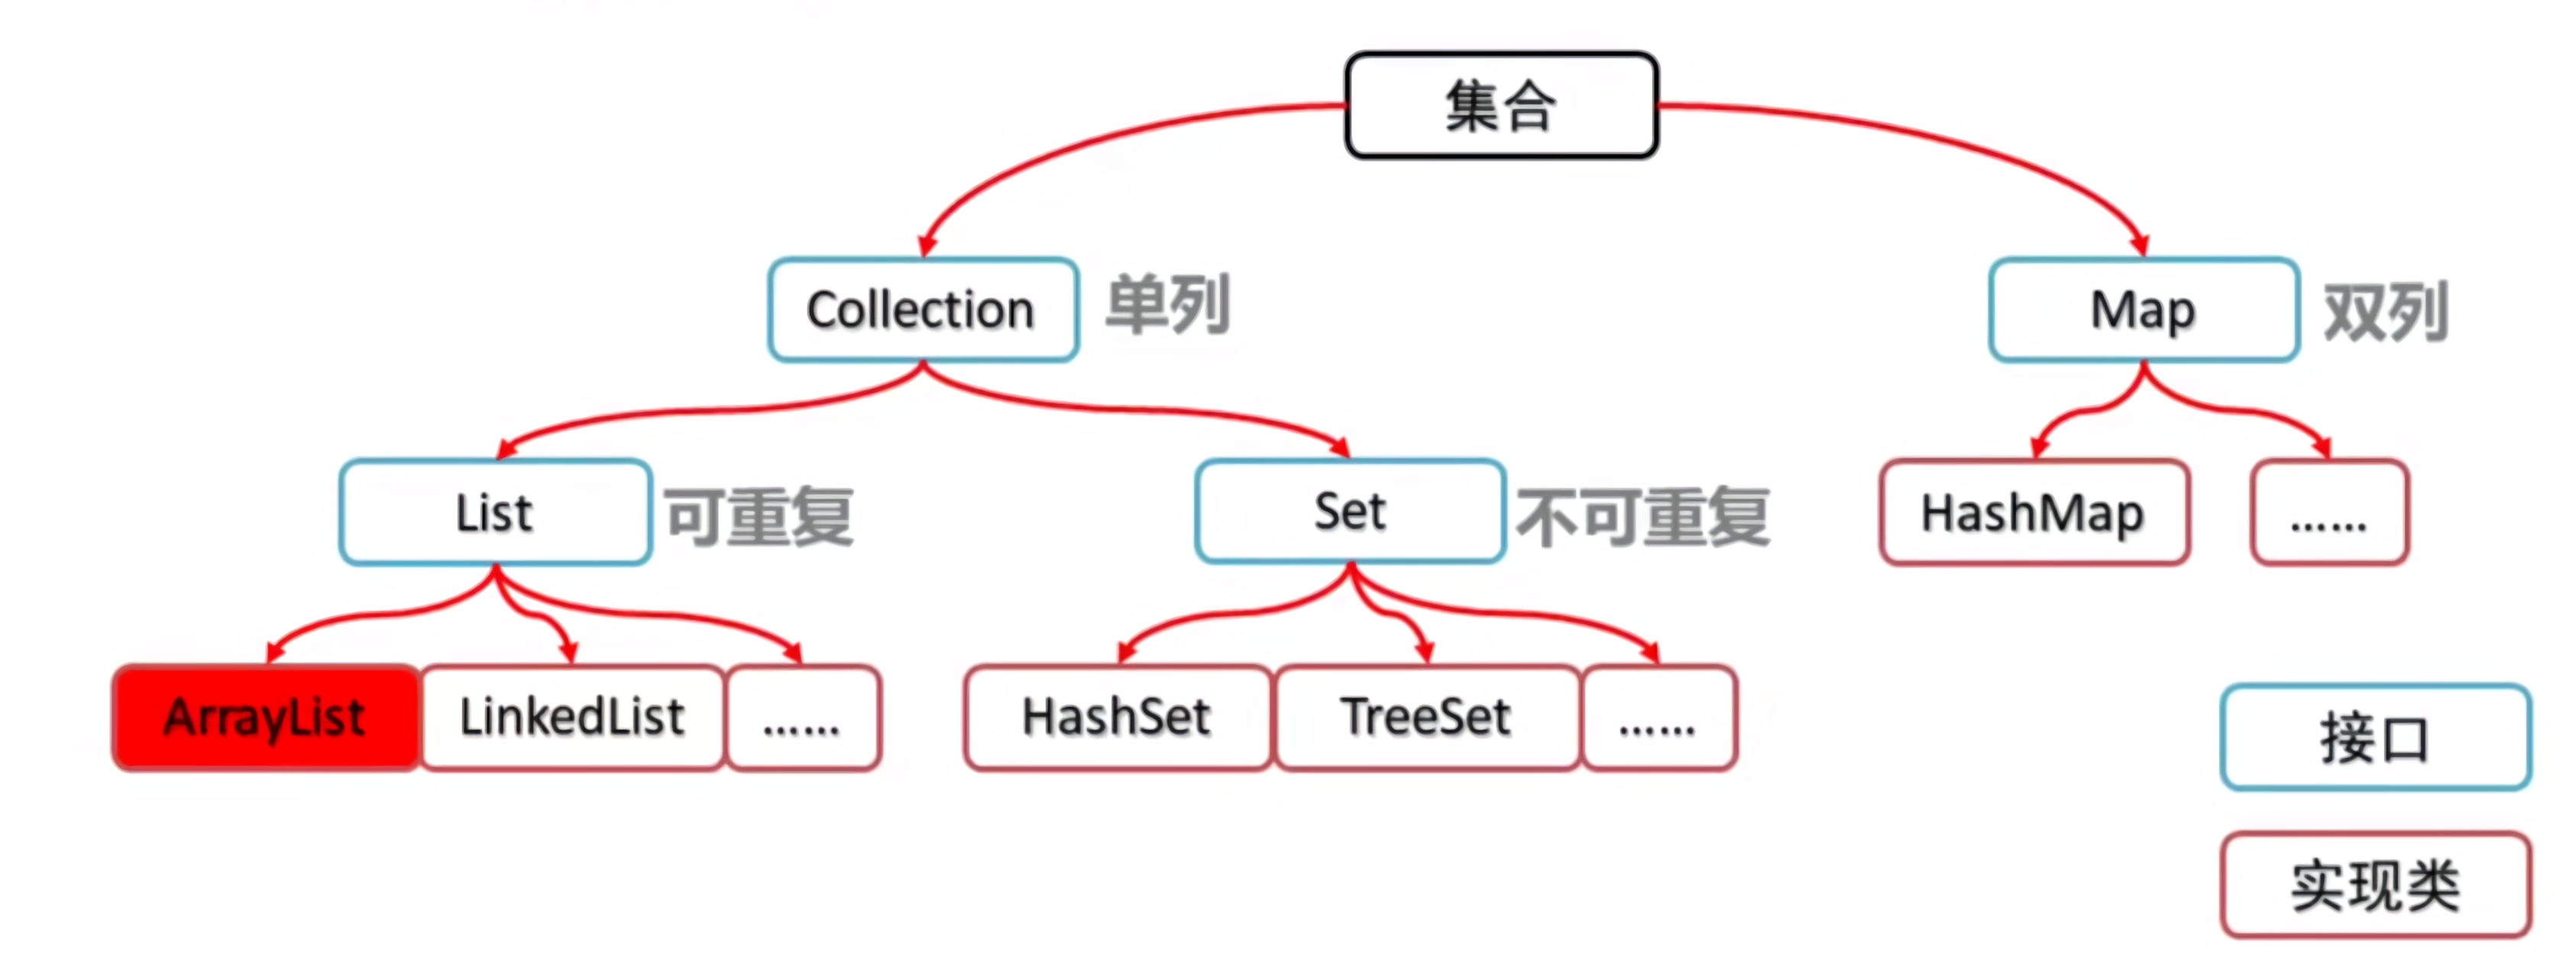 集合
Collection
单列
Map
双列
List
可重复
Set
不可重复
HashMap
......
ArrayList
LinkedList
......
HashSet
TreeSet
......
接口
实现类